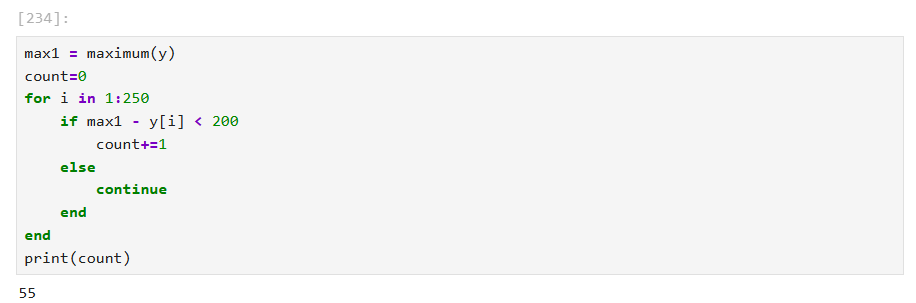 [234]:
max1 = maximum(y)
count=0
for i in 1:250
    if max1 - y[i] < 200
        count+=1
    else
        continue
    end
end
print(count)
55